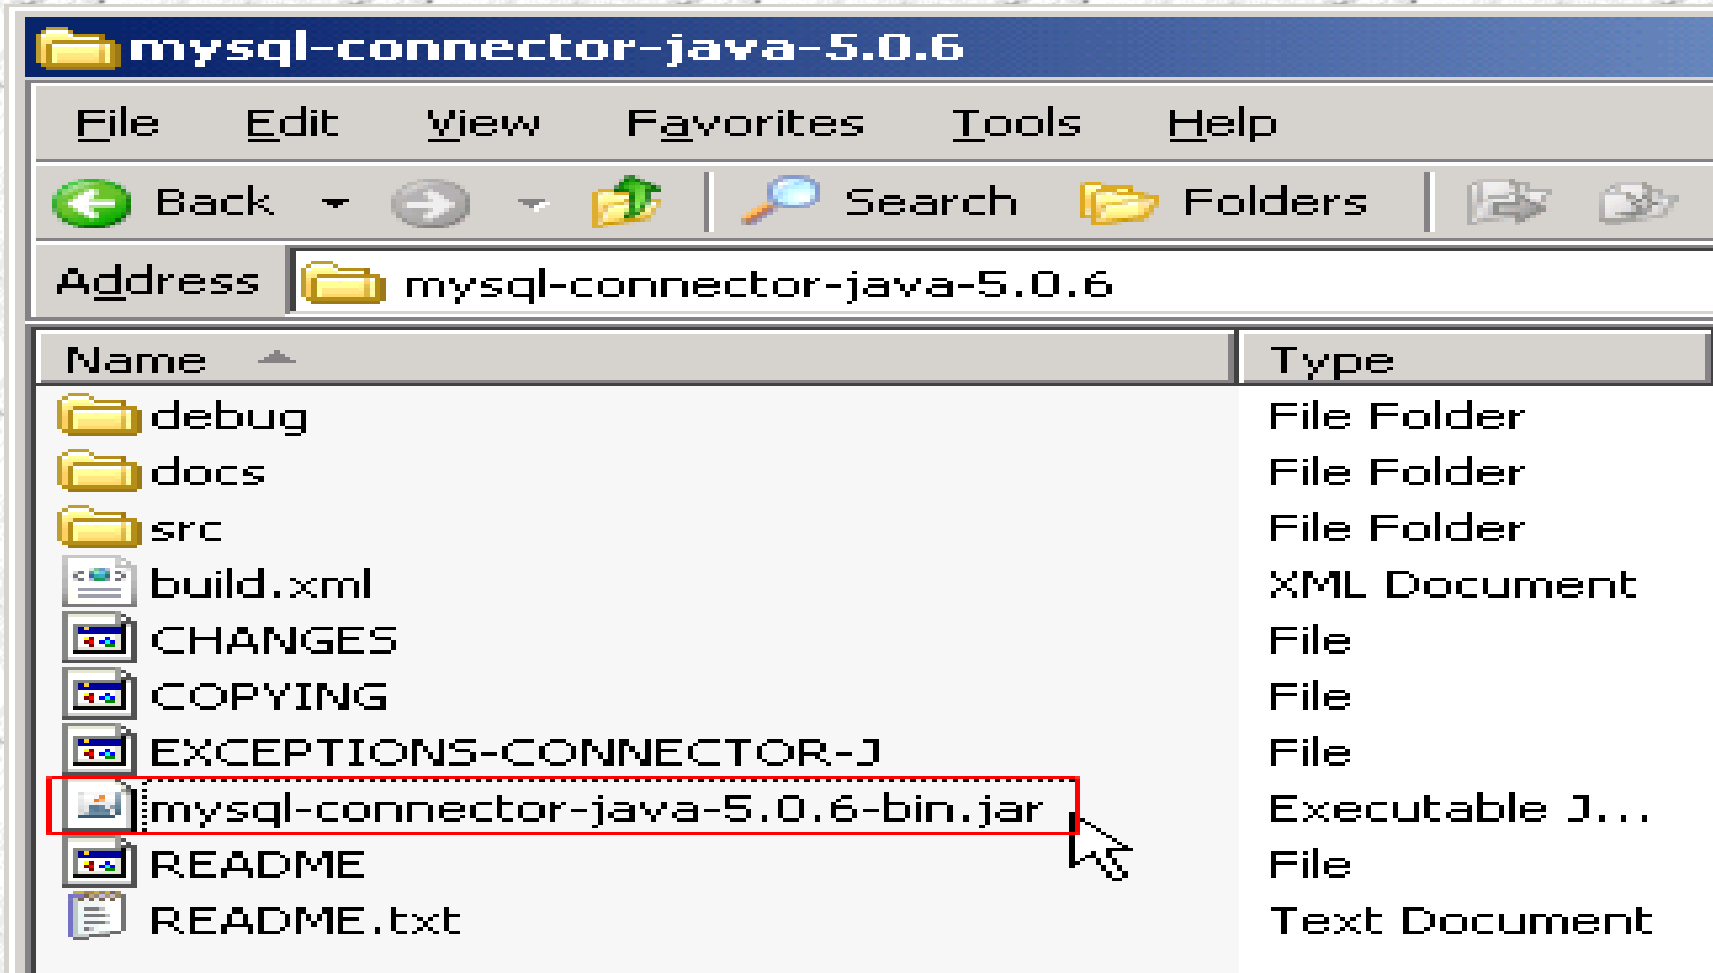 mysql-connector-java-5.0.6
File Edit View Favorites Tools Help
Back Search Folders
Address mysql-connector-java-5.0.6
Name Type
debug File Folder
docs File Folder
src File Folder
build.xml XML Document
CHANGES File
COPYING File
EXCEPTIONS-CONNECTOR-J File
mysql-connector-java-5.0.6-bin.jar Executable J...
README File
README.txt Text Document